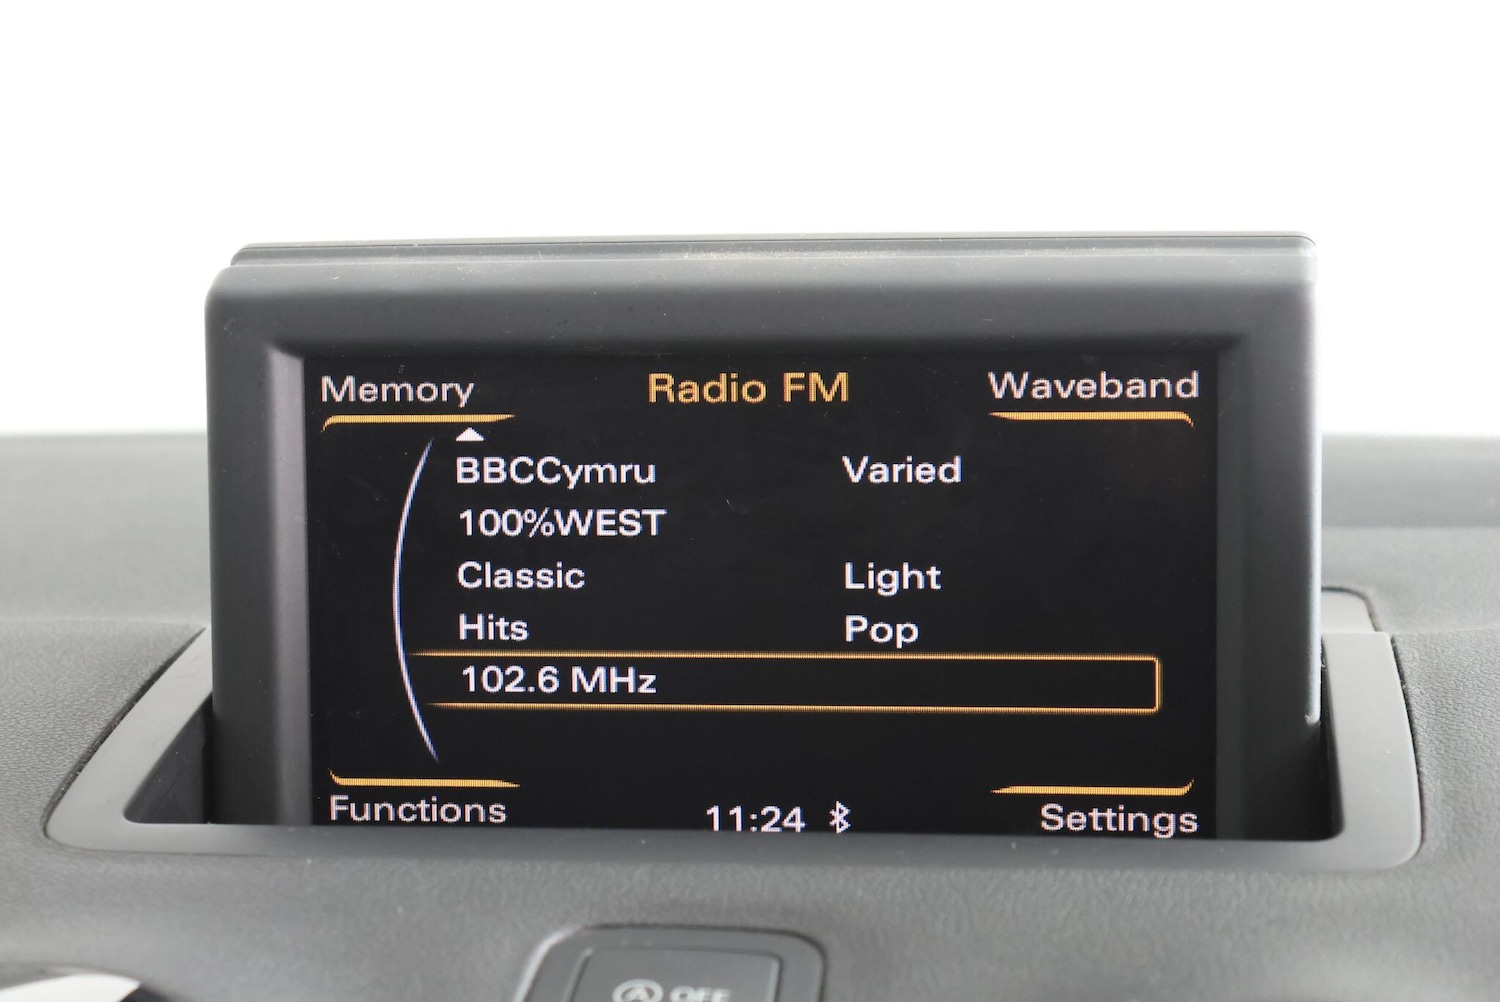 Memory Radio FM Waveband
BBCCymru Varied
100%WEST
Classic Light
Hits Pop
102.6 MHz
Functions 11:24 Settings
A OFF